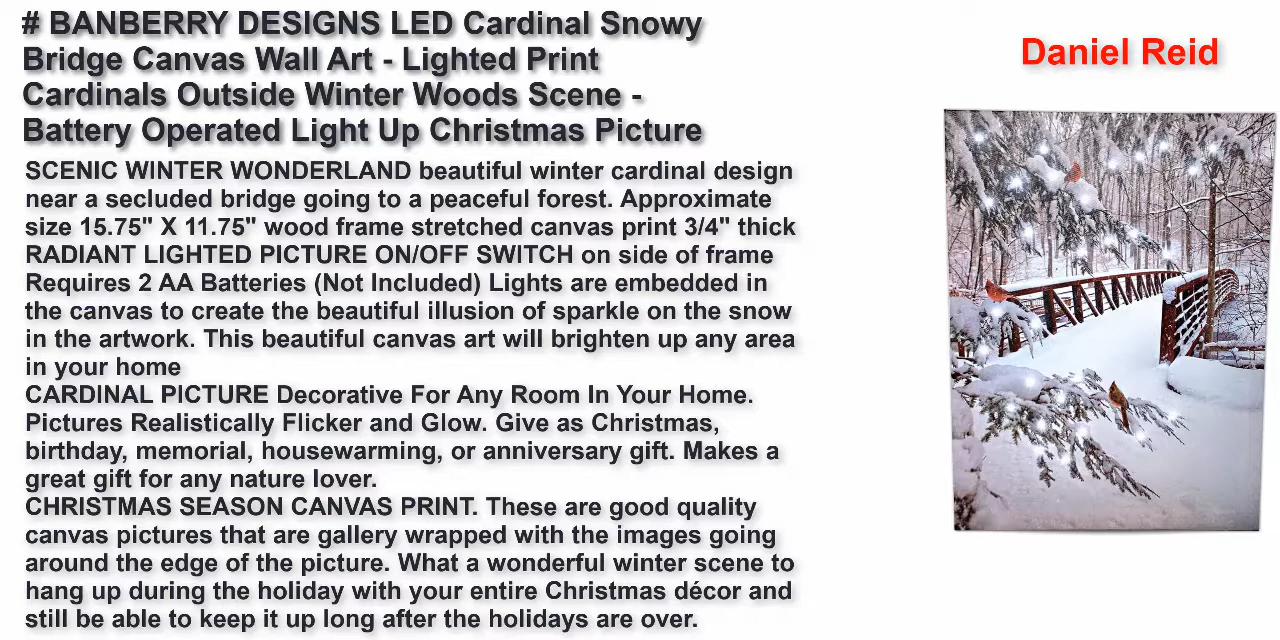 # BANBERRY DESIGNS LED Cardinal Snowy
Bridge Canvas Wall Art - Lighted Print
Cardinals Outside Winter Woods Scene -
Battery Operated Light Up Christmas Picture
SCENIC WINTER WONDERLAND beautiful winter cardinal design
near a secluded bridge going to a peaceful forest. Approximate
size 15.75" X 11.75" wood frame stretched canvas print 3/4" thick
RADIANT LIGHTED PICTURE ON/OFF SWITCH on side of frame
Requires 2 AA Batteries (Not Included) Lights are embedded in
the canvas to create the beautiful illusion of sparkle on the snow
in the artwork. This beautiful canvas art will brighten up any area
in your home
CARDINAL PICTURE Decorative For Any Room In Your Home.
Pictures Realistically Flicker and Glow. Give as Christmas,
birthday, memorial, housewarming, or anniversary gift. Makes a
great gift for any nature lover.
CHRISTMAS SEASON CANVAS PRINT. These are good quality
canvas pictures that are gallery wrapped with the images going
around the edge of the picture. What a wonderful winter scene to
hang up during the holiday with your entire Christmas décor and
still be able to keep it up long after the holidays are over.
Daniel Reid